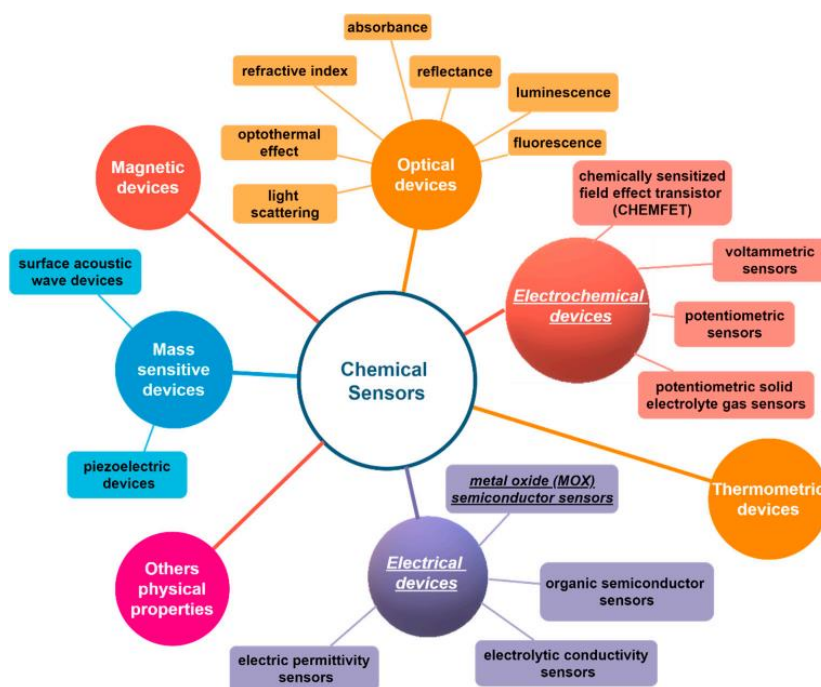 absorbance
refractive index
reflectance
luminescence
optothermal
effect
fluorescence
light
scattering
Optical
devices
Magnetic
devices
chemically sensitized
field effect transistor
(CHEMFET)
voltammetric
sensors
Electrochemical
devices
potentiometric
sensors
potentiometric solid
electrolyte gas sensors
surface acoustic
wave devices
Mass
sensitive
devices
piezoelectric
devices
Chemical
Sensors
Thermometric
devices
metal oxide (MOX)
semiconductor sensors
Electrical
devices
organic semiconductor
sensors
electrolytic conductivity
sensors
electric permittivity
sensors
Others
physical
properties